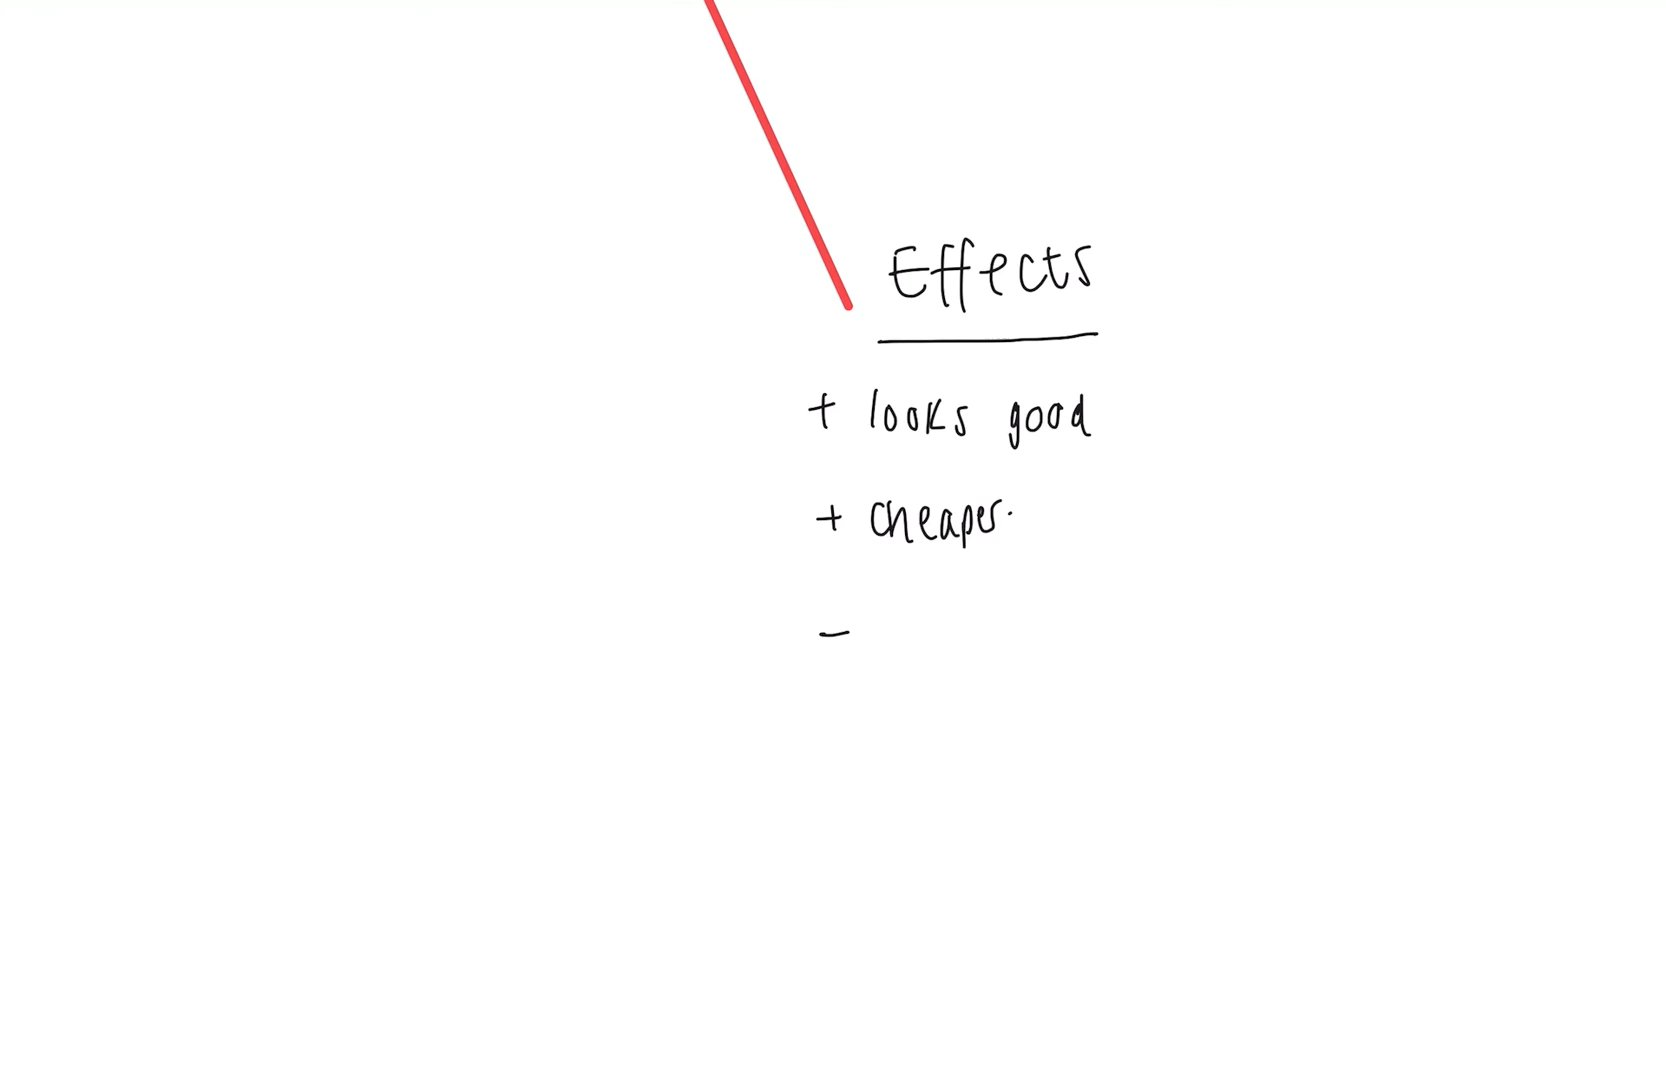 Effects
+ looks good
+ cheaper.
-